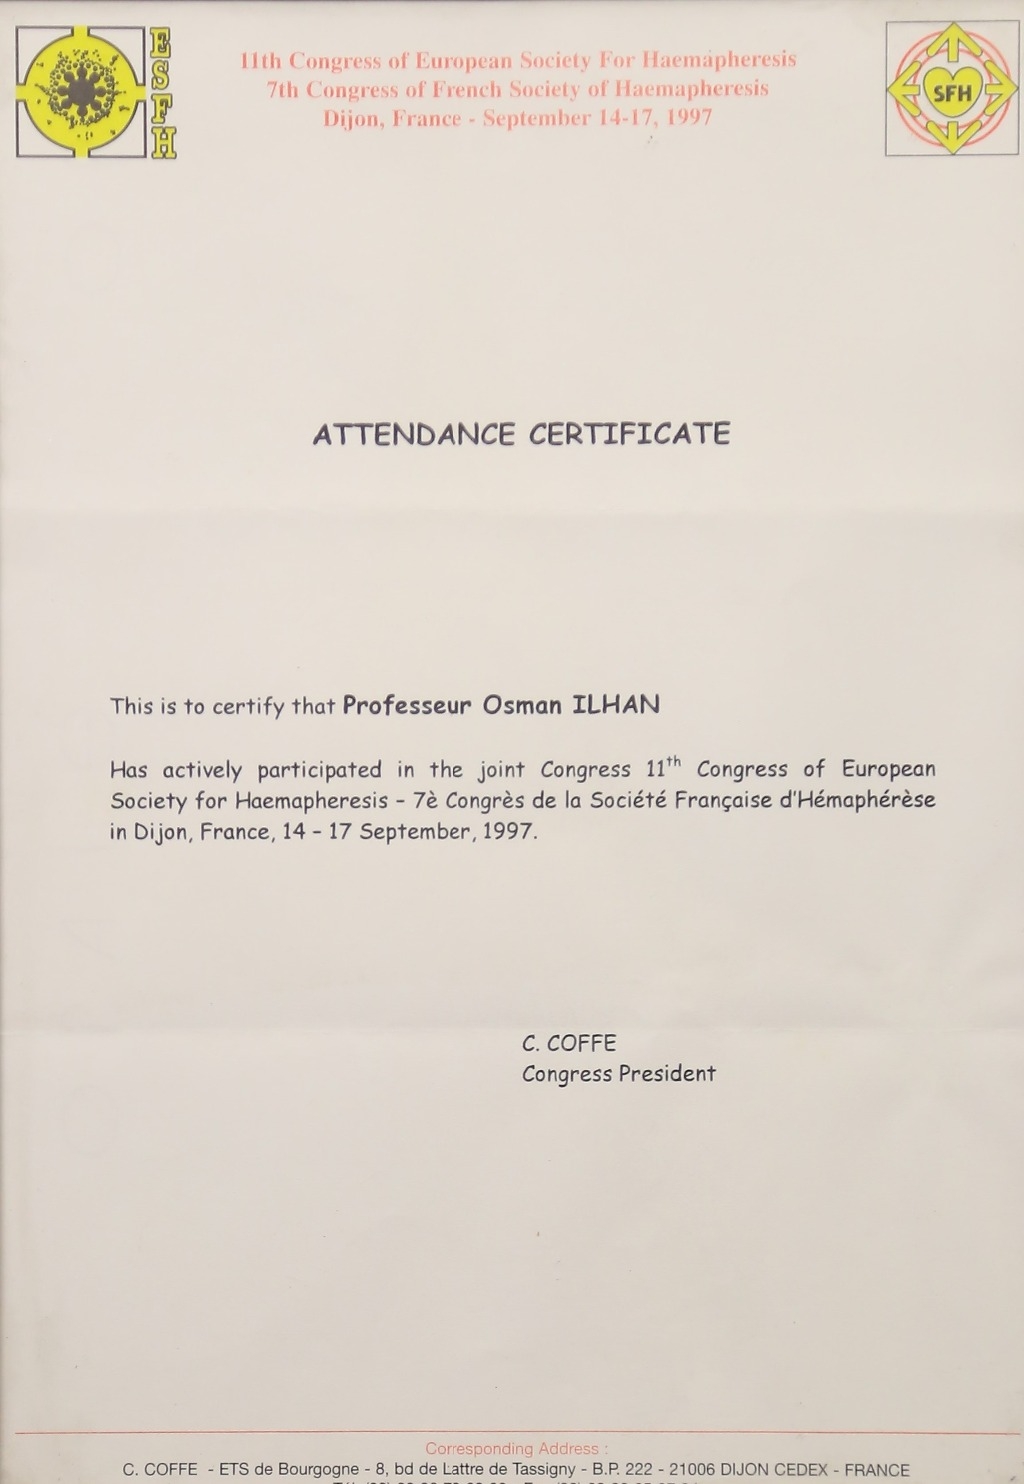 ESFH
11th Congress of European Society For Haemapheresis
7th Congress of French Society of Haemapheresis
Dijon, France - September 14-17, 1997
SFH
ATTENDANCE CERTIFICATE
This is to certify that Professeur Osman ILHAN
Has actively participated in the joint Congress 11th Congress of European
Society for Haemapheresis - 7è Congrès de la Société Française d'Hémaphérèse
in Dijon, France, 14 - 17 September, 1997.
C. COFFE
Congress President
Corresponding Address :
C. COFFE - ETS de Bourgogne - 8, bd de Lattre de Tassigny - B.P. 222 - 21006 DIJON CEDEX - FRANCE